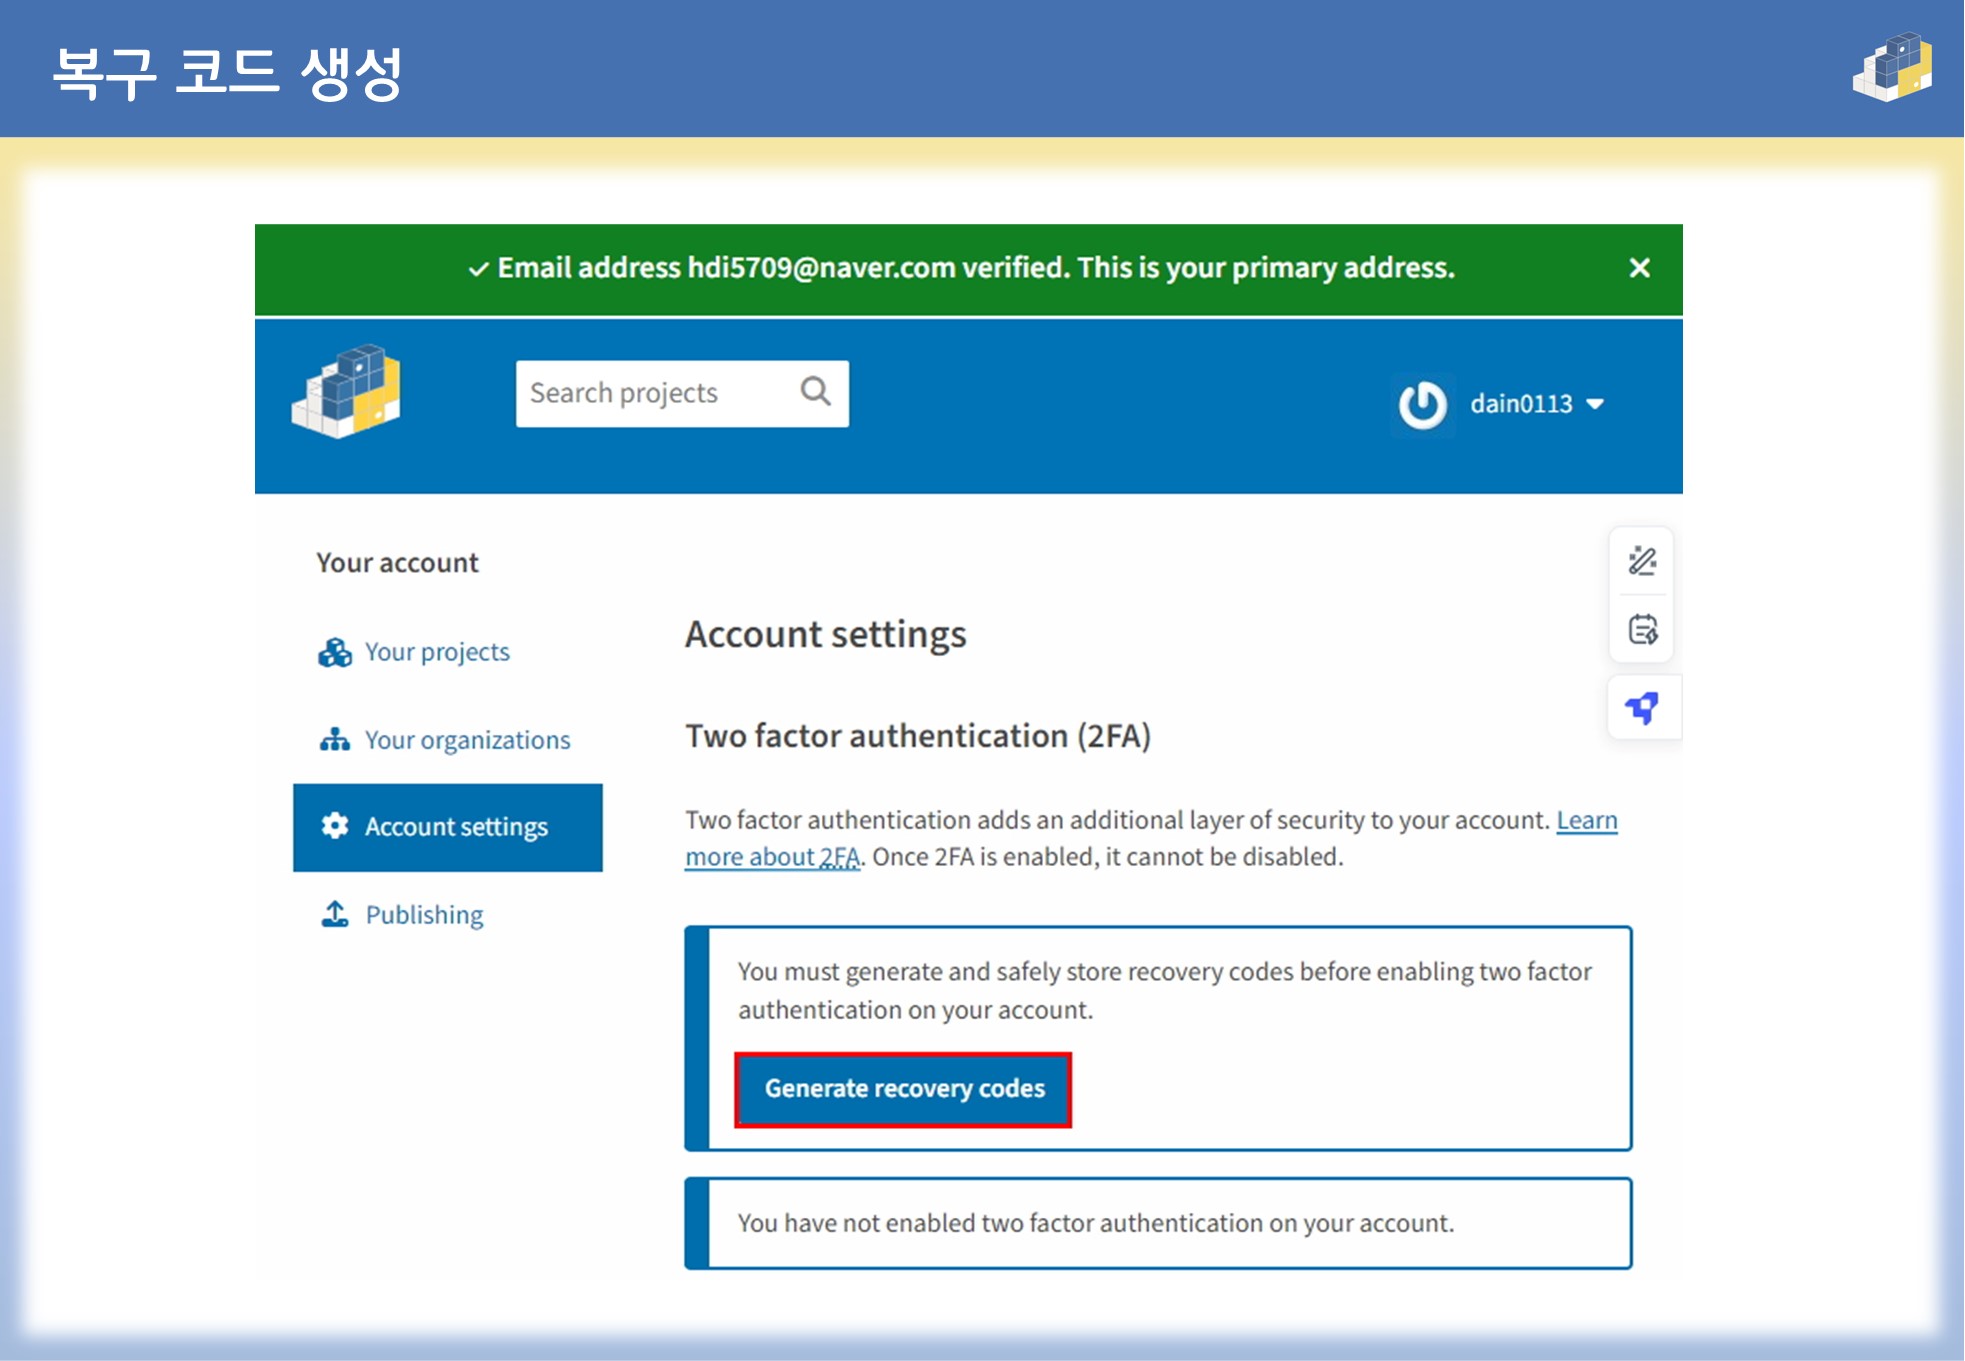 복구 코드 생성
✓ Email address hdi5709@naver.com verified. This is your primary address.
Search projects
dain0113
Your account
Your projects
Your organizations
Account settings
Publishing
Account settings
Two factor authentication (2FA)
Two factor authentication adds an additional layer of security to your account. Learn
more about 2FA. Once 2FA is enabled, it cannot be disabled.
You must generate and safely store recovery codes before enabling two factor
authentication on your account.
Generate recovery codes
You have not enabled two factor authentication on your account.